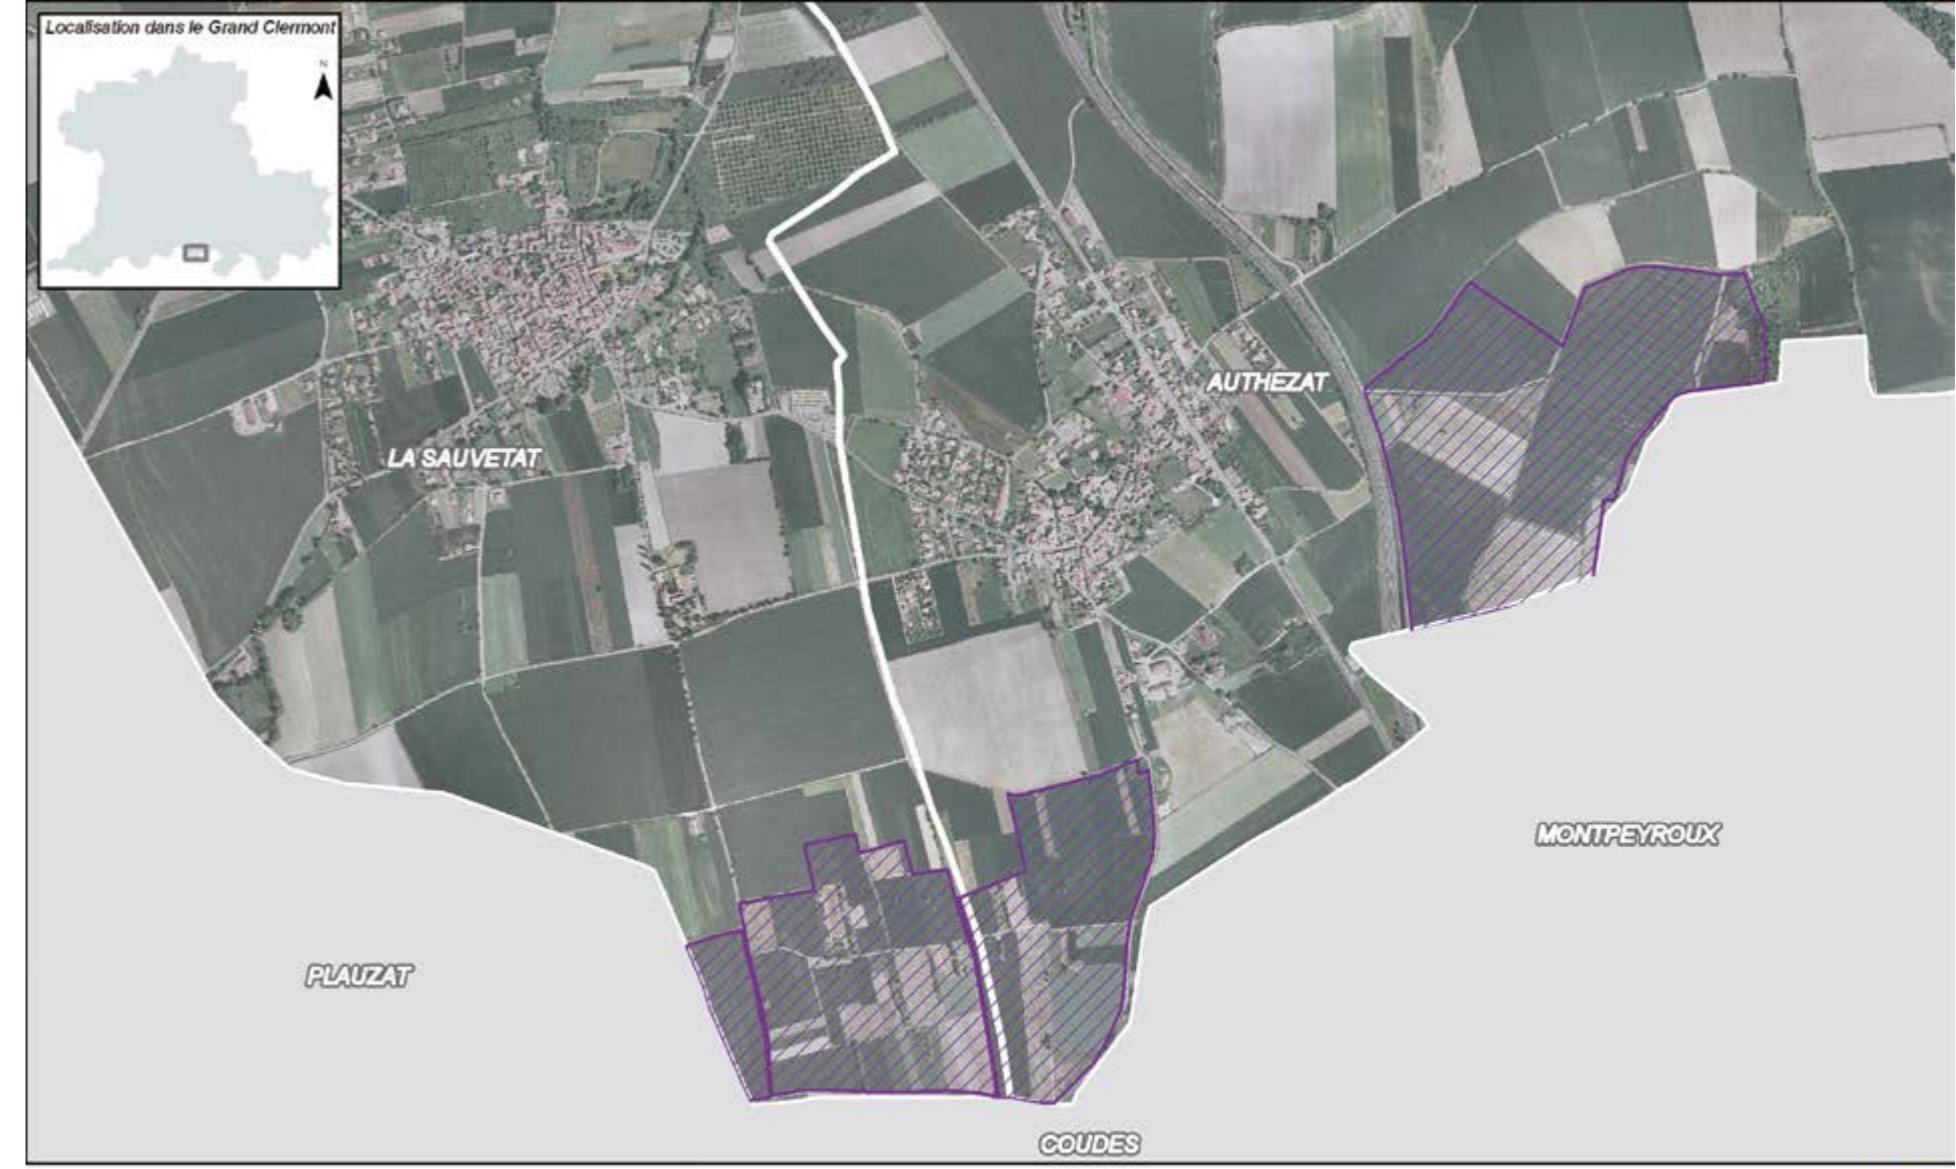 Localisation dans le Grand Clermont
N
AUTHEZAT
LA SAUVETAT
MONTPEYROUX
PLAUZAT
COUDES